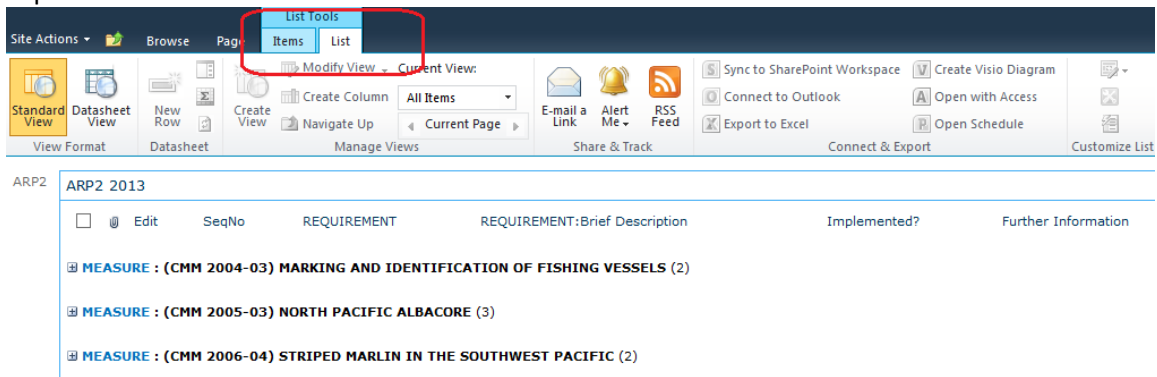 List Tools
Site Actions Browse Page Items List
Standard View Datasheet View New Row Create View Modify View Current View:
Create Column All Items
Navigate Up Current Page
E-mail a Link Alert Me RSS Feed
Sync to SharePoint Workspace Create Visio Diagram
Connect to Outlook Open with Access
Export to Excel Open Schedule
View Format Datasheet Manage Views Share & Track Connect & Export Customize List
ARP2 ARP2 2013
Edit SeqNo REQUIREMENT REQUIREMENT:Brief Description Implemented? Further Information
MEASURE : (CMM 2004-03) MARKING AND IDENTIFICATION OF FISHING VESSELS (2)
MEASURE : (CMM 2005-03) NORTH PACIFIC ALBACORE (3)
MEASURE : (CMM 2006-04) STRIPED MARLIN IN THE SOUTHWEST PACIFIC (2)